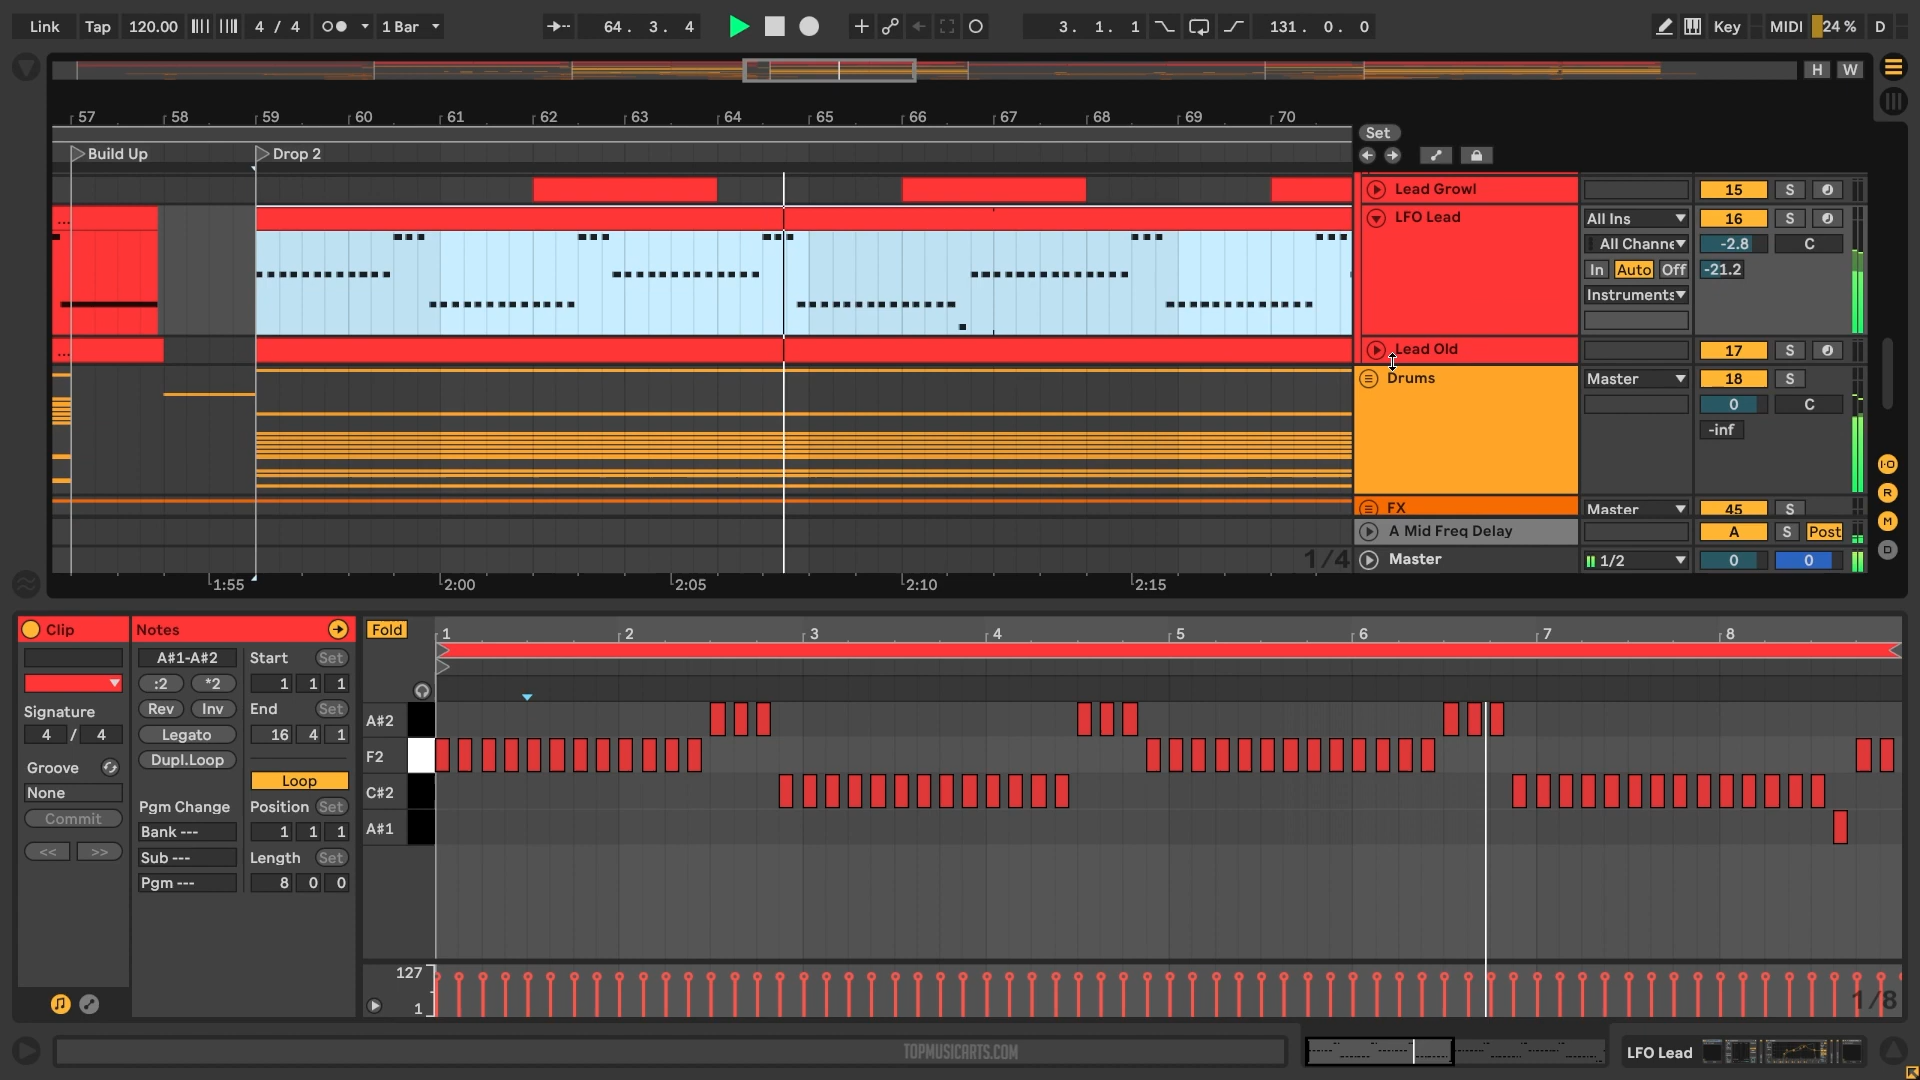 Link Tap 120.00 4 / 4 1 Bar 64. 3. 4 3. 1. 1 131. 0. 0 Key MIDI 24 % D
H W
57 58 59 60 61 62 63 64 65 66 67 68 69 70
Set
Build Up Drop 2
Lead Growl 15 S
... LFO Lead All Ins 16 S
All Channe -2.8 C
In Auto Off -21.2
Instruments
... Lead Old 17 S
Drums Master 18 S
0 C
-inf
I·O
R
FX Master 45 S
M
A Mid Freq Delay A S Post
D
1/4 Master 1/2 0 0
1:55 2:00 2:05 2:10 2:15
Clip Notes Fold 1 2 3 4 5 6 7 8
A#1-A#2 Start Set
:2 *2 1 1 1
Signature Rev Inv End Set
4 / 4 Legato 16 4 1
Groove Dupl.Loop
None Loop
Commit Pgm Change Position Set
<< >> Bank --- 1 1 1
Sub --- Length Set
Pgm --- 8 0 0
A#2
F2
C#2
A#1
127
1
1/8
TOPMUSICARTS.COM
LFO Lead